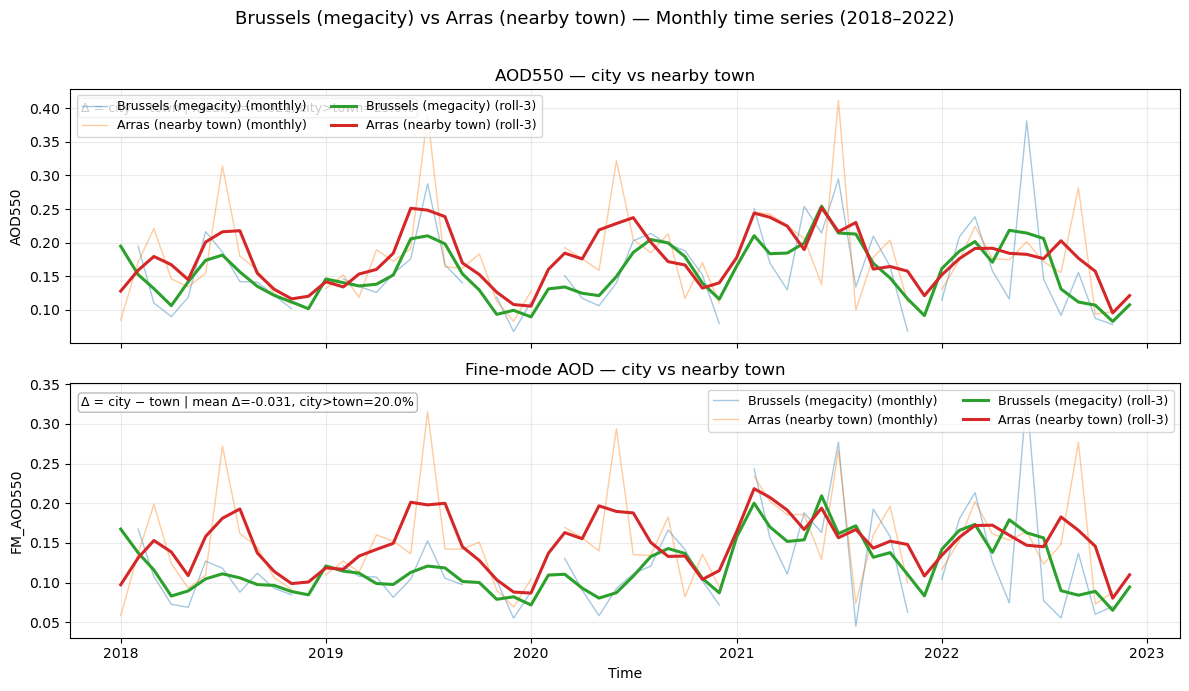 Brussels (megacity) vs Arras (nearby town) — Monthly time series (2018–2022)
AOD550 — city vs nearby town
Brussels (megacity) (monthly)
Arras (nearby town) (monthly)
Brussels (megacity) (roll-3)
Arras (nearby town) (roll-3)
Δ = city
city>town
AOD550
0.40
0.35
0.30
0.25
0.20
0.15
0.10
Fine-mode AOD — city vs nearby town
Δ = city − town | mean Δ=-0.031, city>town=20.0%
Brussels (megacity) (monthly)
Arras (nearby town) (monthly)
Brussels (megacity) (roll-3)
Arras (nearby town) (roll-3)
FM_AOD550
0.35
0.30
0.25
0.20
0.15
0.10
0.05
2018
2019
2020
2021
2022
2023
Time